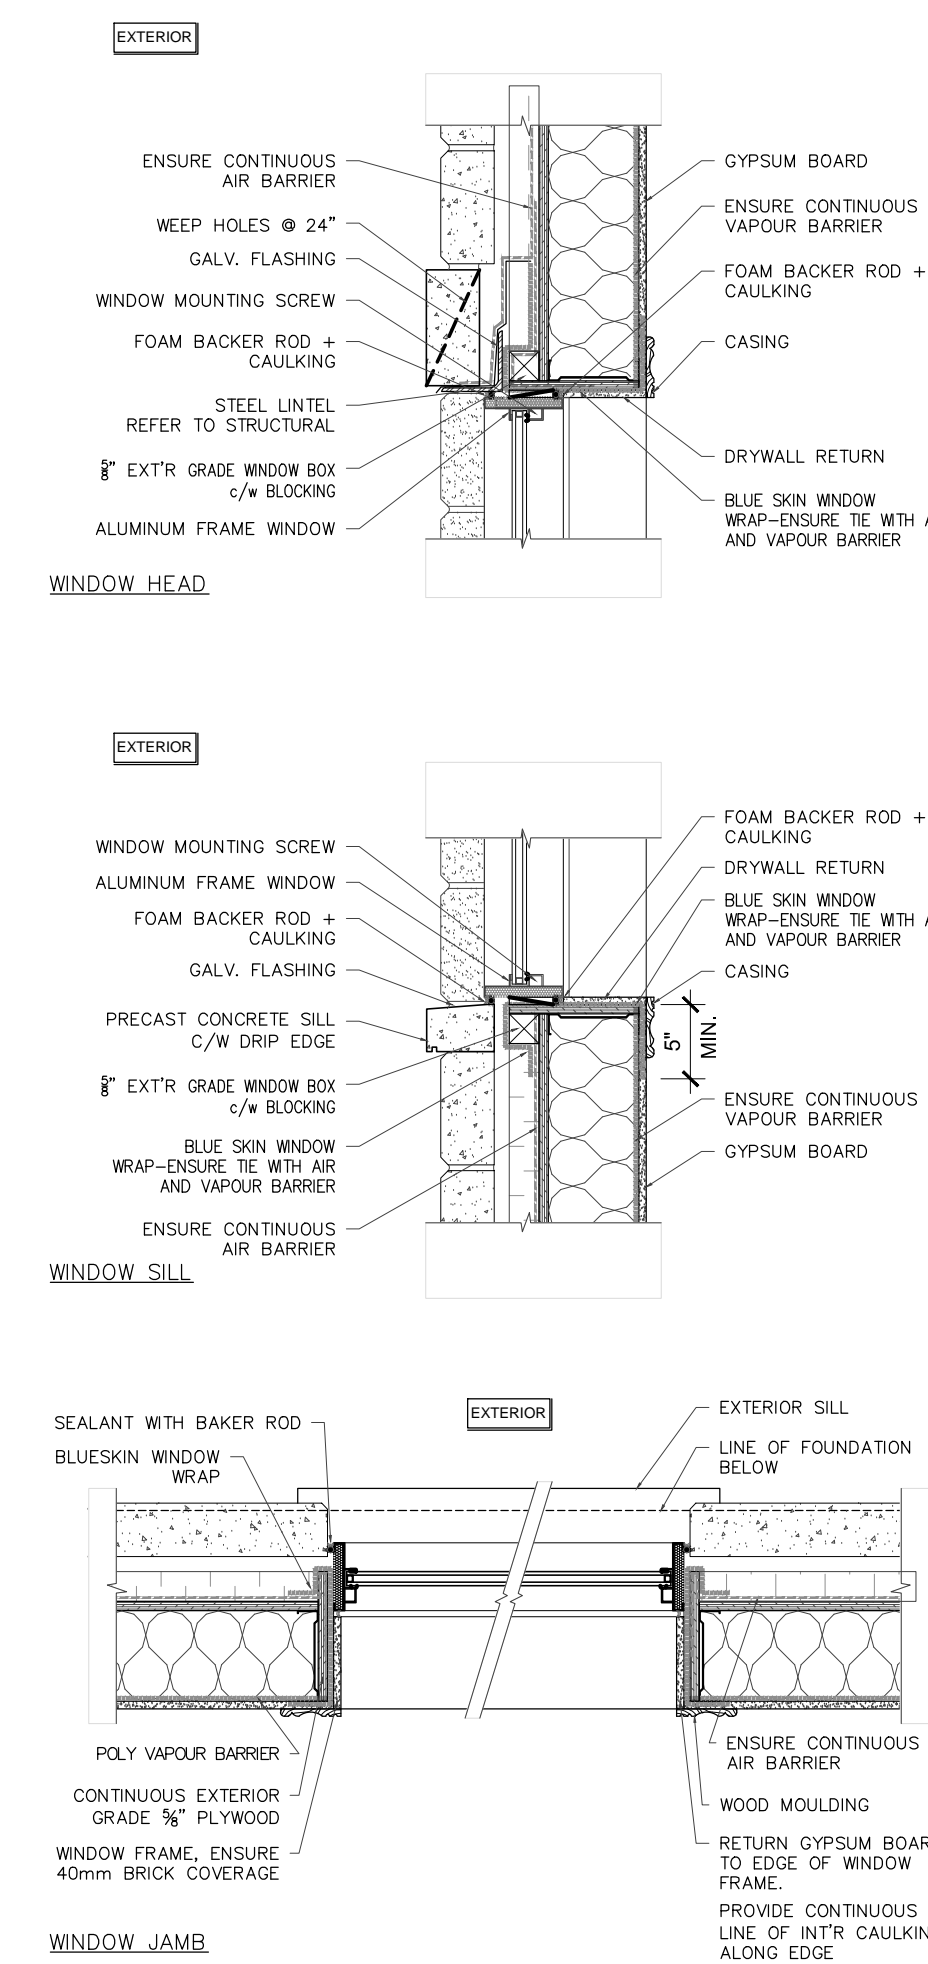 EXTERIOR
ENSURE CONTINUOUS
AIR BARRIER
WEEP HOLES @ 24"
GALV. FLASHING
WINDOW MOUNTING SCREW
FOAM BACKER ROD +
CAULKING
STEEL LINTEL
REFER TO STRUCTURAL
5/8" EXT'R GRADE WINDOW BOX
c/w BLOCKING
ALUMINUM FRAME WINDOW
GYPSUM BOARD
ENSURE CONTINUOUS
VAPOUR BARRIER
FOAM BACKER ROD +
CAULKING
CASING
DRYWALL RETURN
BLUE SKIN WINDOW
WRAP-ENSURE TIE WITH A
AND VAPOUR BARRIER
WINDOW HEAD
EXTERIOR
WINDOW MOUNTING SCREW
ALUMINUM FRAME WINDOW
FOAM BACKER ROD +
CAULKING
GALV. FLASHING
PRECAST CONCRETE SILL
C/W DRIP EDGE
5/8" EXT'R GRADE WINDOW BOX
c/w BLOCKING
BLUE SKIN WINDOW
WRAP-ENSURE TIE WITH AIR
AND VAPOUR BARRIER
ENSURE CONTINUOUS
AIR BARRIER
FOAM BACKER ROD +
CAULKING
DRYWALL RETURN
BLUE SKIN WINDOW
WRAP-ENSURE TIE WITH A
AND VAPOUR BARRIER
CASING
5"
MIN.
ENSURE CONTINUOUS
VAPOUR BARRIER
GYPSUM BOARD
WINDOW SILL
EXTERIOR
SEALANT WITH BAKER ROD
BLUESKIN WINDOW
WRAP
EXTERIOR SILL
LINE OF FOUNDATION
BELOW
POLY VAPOUR BARRIER
CONTINUOUS EXTERIOR
GRADE 5/8" PLYWOOD
WINDOW FRAME, ENSURE
40mm BRICK COVERAGE
ENSURE CONTINUOUS
AIR BARRIER
WOOD MOULDING
RETURN GYPSUM BOAR
TO EDGE OF WINDOW
FRAME.
PROVIDE CONTINUOUS
LINE OF INT'R CAULKIN
ALONG EDGE
WINDOW JAMB